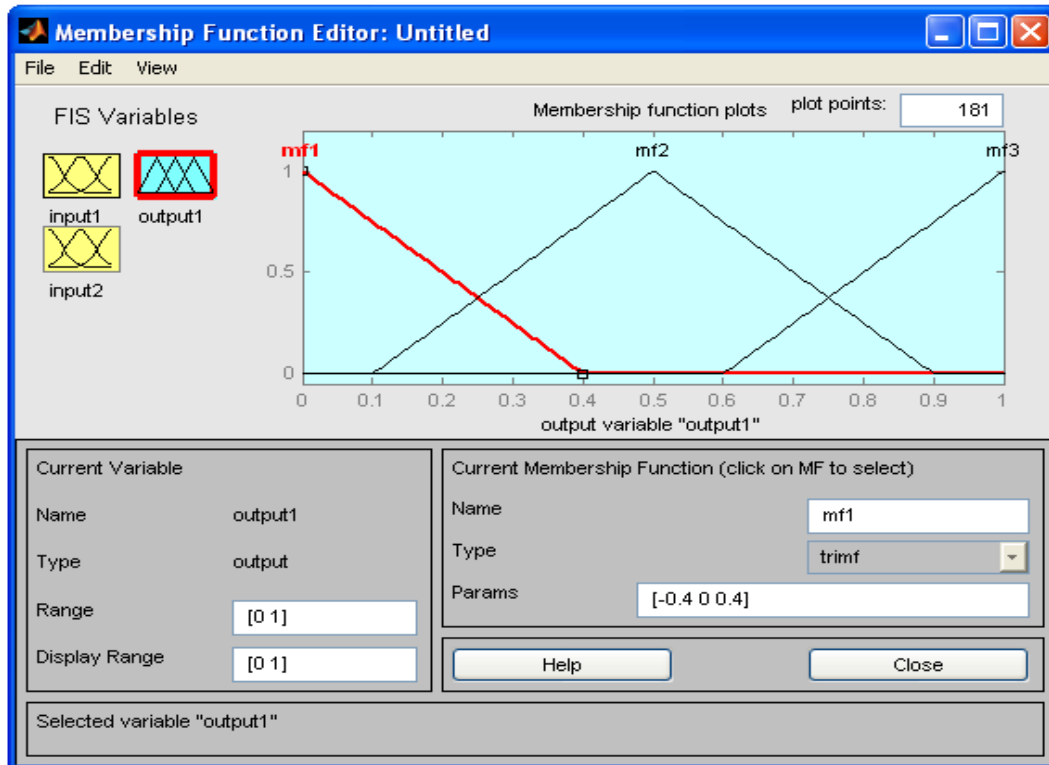 Membership Function Editor: Untitled
File Edit View
FIS Variables
Membership function plots plot points: 181
mf1 mf2 mf3
input1 output1
input2
1
0.5
0
0 0.1 0.2 0.3 0.4 0.5 0.6 0.7 0.8 0.9 1
output variable "output1"
Current Variable
Name output1
Type output
Range [0 1]
Display Range [0 1]
Current Membership Function (click on MF to select)
Name mf1
Type trimf
Params [-0.4 0 0.4]
Help Close
Selected variable "output1"